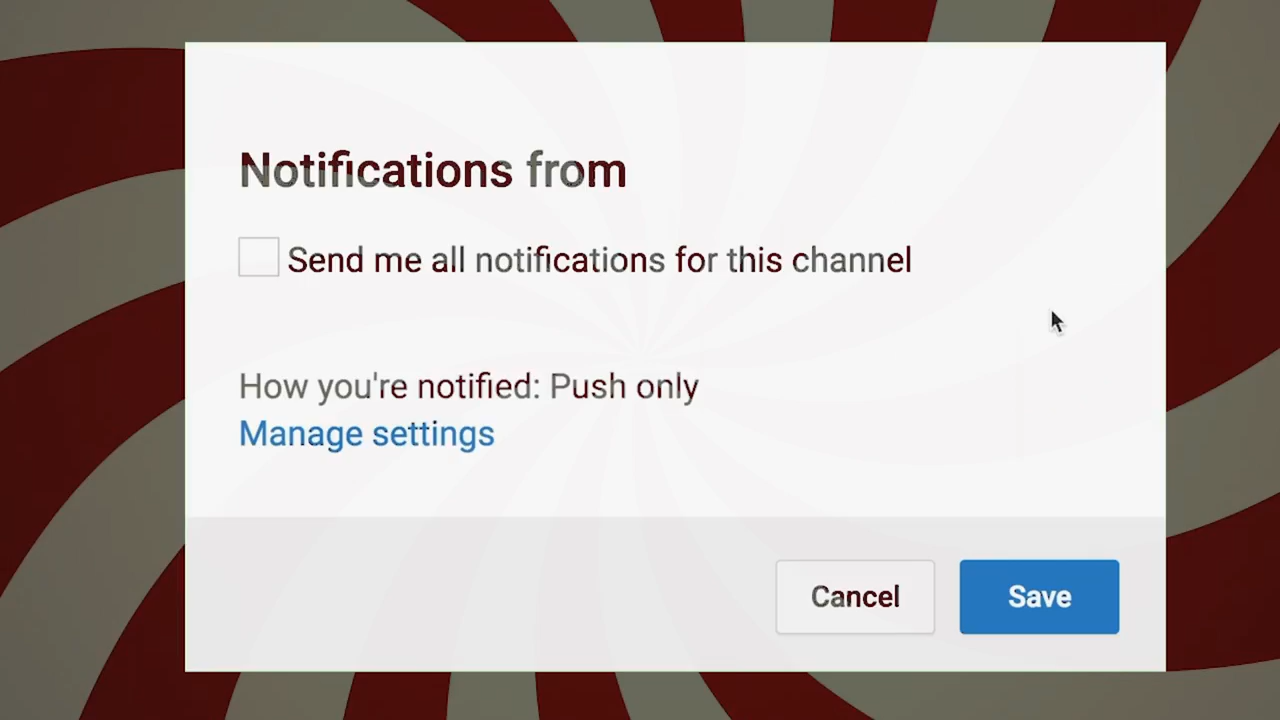 Notifications from
Send me all notifications for this channel
How you're notified: Push only
Manage settings
Cancel
Save